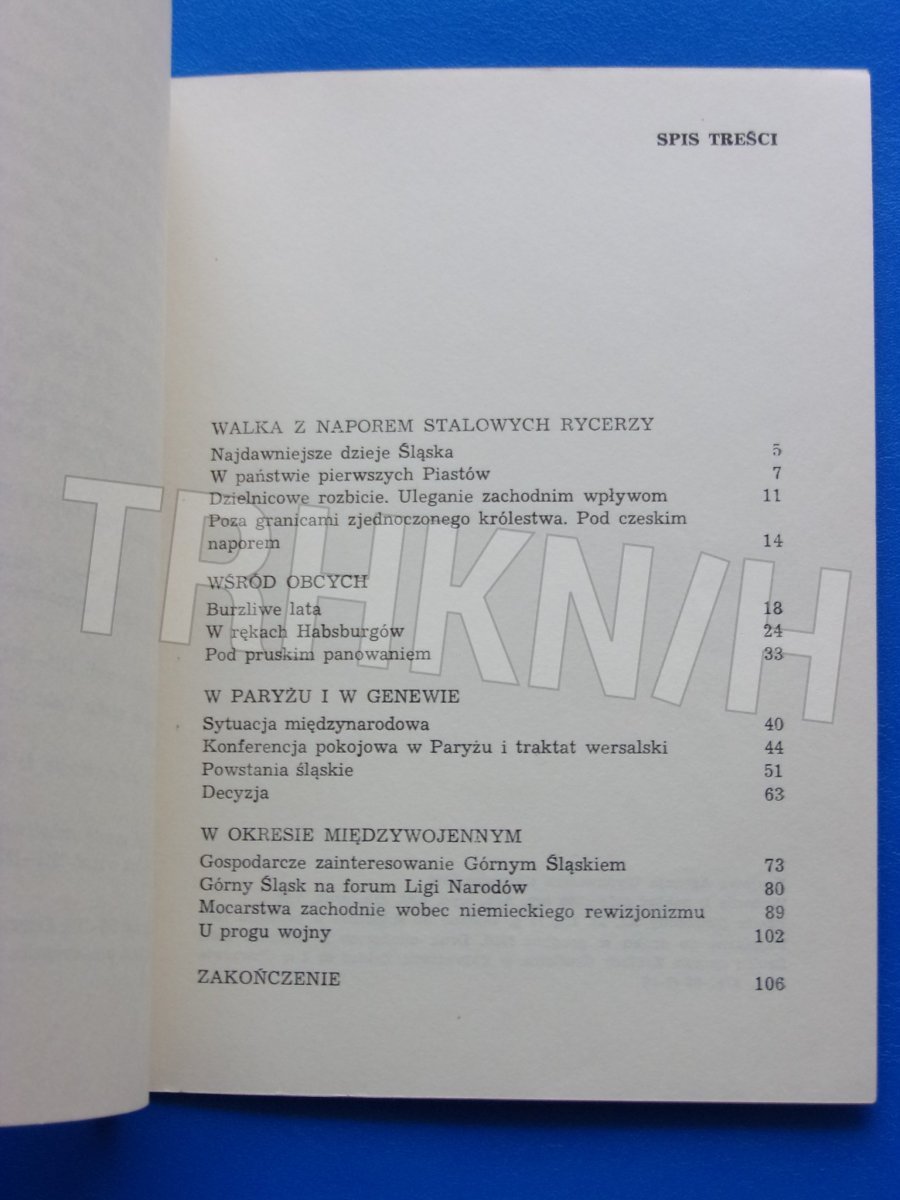 SPIS TREŚCI
WALKA Z NAPOREM STALOWYCH RYCERZY
Najdawniejsze dzieje Śląska 5
W państwie pierwszych Piastów 7
Dzielnicowe rozbicie. Uleganie zachodnim wpływom 11
Poza granicami zjednoczonego królestwa. Pod czeskim
naporem 14
WŚRÓD OBCYCH
Burzliwe lata 18
W rękach Habsburgów 24
Pod pruskim panowaniem 33
W PARYŻU I W GENEWIE
Sytuacja międzynarodowa 40
Konferencja pokojowa w Paryżu i traktat wersalski 44
Powstania śląskie 51
Decyzja 63
W OKRESIE MIĘDZYWOJENNYM
Gospodarcze zainteresowanie Górnym Śląskiem 73
Górny Śląsk na forum Ligi Narodów 80
Mocarstwa zachodnie wobec niemieckiego rewizjonizmu 89
U progu wojny 102
ZAKOŃCZENIE 106
TRHKN/H